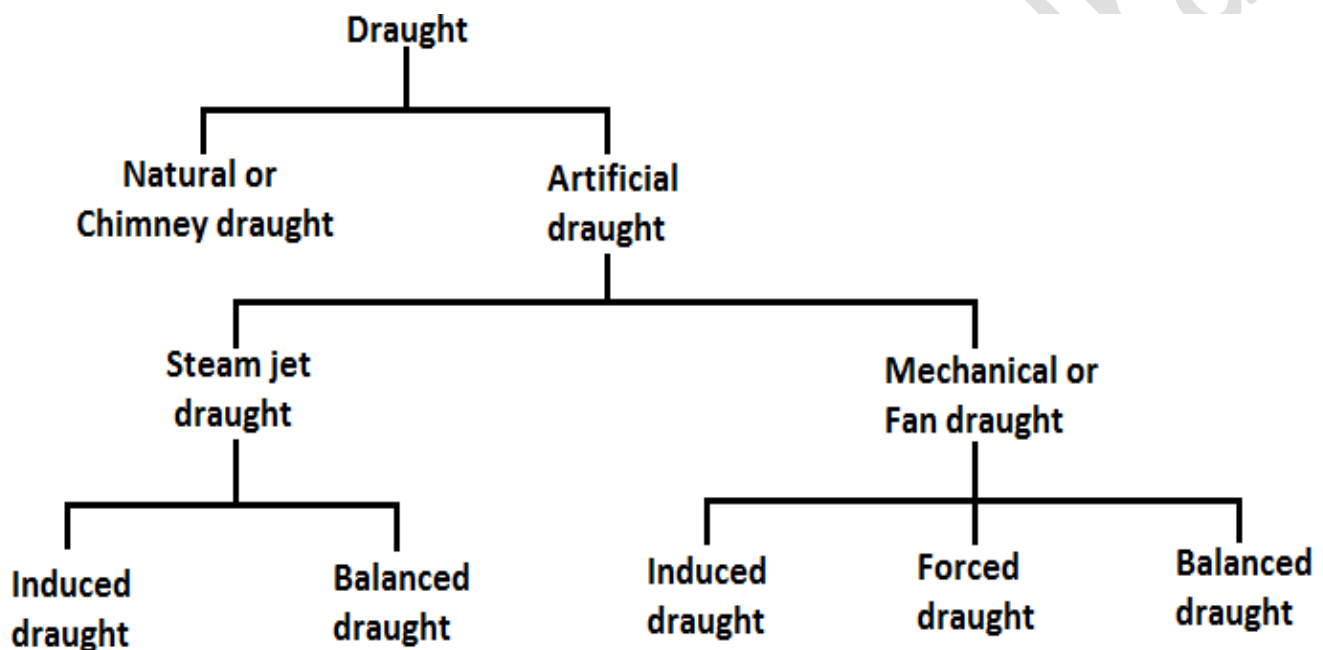 Draught
Natural or
Chimney draught
Artificial
draught
Steam jet
draught
Mechanical or
Fan draught
Induced
draught
Balanced
draught
Induced
draught
Forced
draught
Balanced
draught